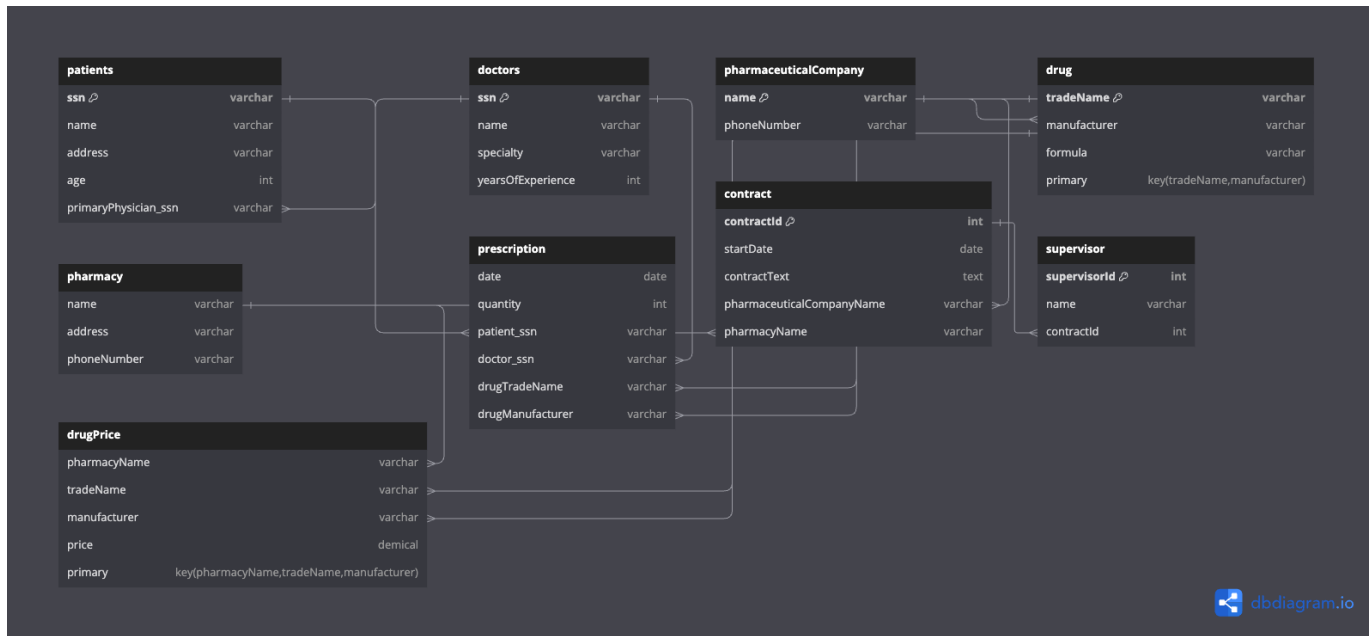 patients
ssn varchar
name varchar
address varchar
age int
primaryPhysician_ssn varchar
doctors
ssn varchar
name varchar
specialty varchar
yearsOfExperience int
pharmaceuticalCompany
name varchar
phoneNumber varchar
drug
tradeName varchar
manufacturer varchar
formula varchar
primary key(tradeName,manufacturer)
contract
contractId int
startDate date
contractText text
pharmaceuticalCompanyName varchar
pharmacyName varchar
supervisor
supervisorId int
name varchar
contractId int
prescription
date date
quantity int
patient_ssn varchar
doctor_ssn varchar
drugTradeName varchar
drugManufacturer varchar
pharmacy
name varchar
address varchar
phoneNumber varchar
drugPrice
pharmacyName varchar
tradeName varchar
manufacturer varchar
price demical
primary key(pharmacyName,tradeName,manufacturer)
dbdiagram.io